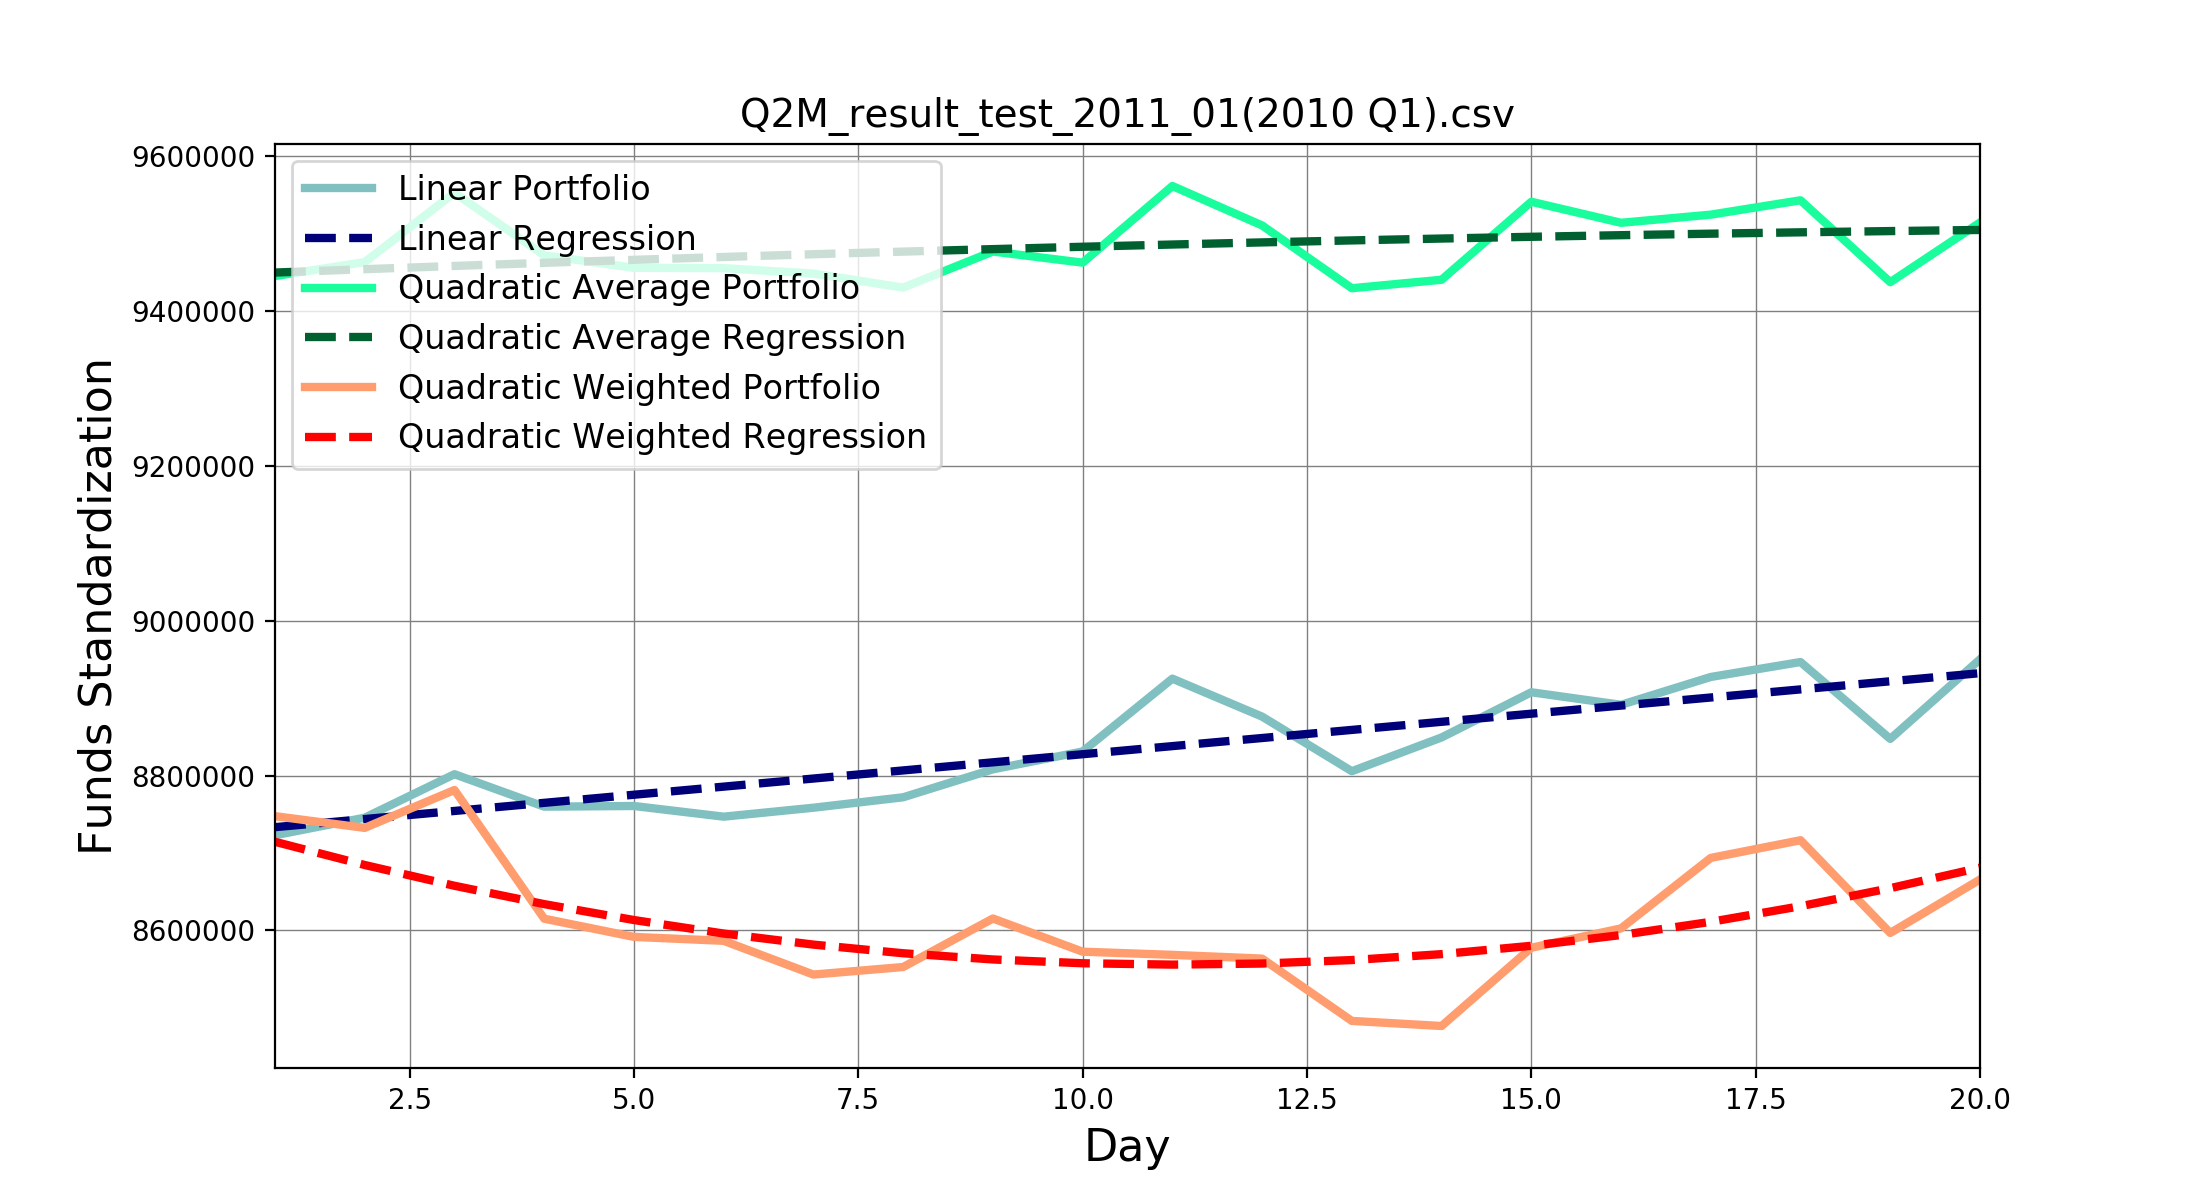 Q2M_result_test_2011_01(2010 Q1).csv
Funds Standardization
9600000
9400000
9200000
9000000
8800000
8600000
Linear Portfolio
Linear Regression
Quadratic Average Portfolio
Quadratic Average Regression
Quadratic Weighted Portfolio
Quadratic Weighted Regression
2.5 5.0 7.5 10.0 12.5 15.0 17.5 20.0
Day